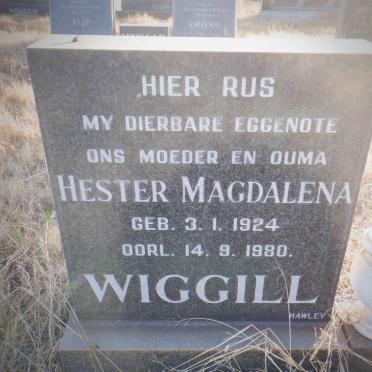 FLIP
HIER RUS
MY DIERBARE EGGENOTE
ONS MOEDER EN OUMA
HESTER MAGDALENA
GEB. 3. 1. 1924
OORL. 14. 9. 1980.
WIGGILL
HAWLEY